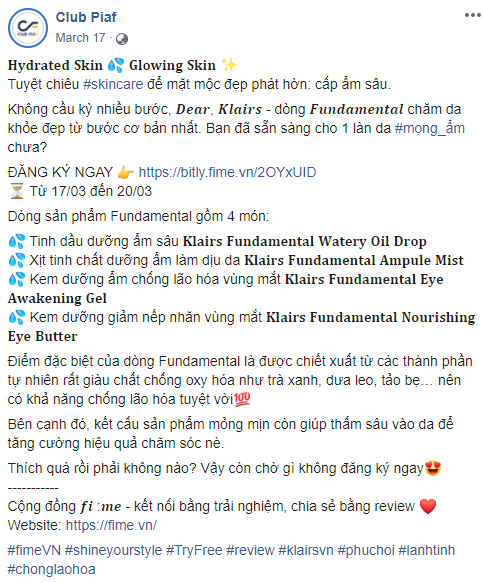 Club Piaf
March 17
CLUB PIAF
Hydrated Skin 💦 Glowing Skin ✨
Tuyệt chiêu #skincare để mặt mộc đẹp phát hờn: cấp ẩm sâu.
Không cầu kỳ nhiều bước, Dear, Klairs - dòng Fundamental chăm da
khỏe đẹp từ bước cơ bản nhất. Bạn đã sẵn sàng cho 1 làn da #mọng_ẩm
chưa?
ĐĂNG KÝ NGAY 👉 https://bitly.fime.vn/2OYxUID
⏳ Từ 17/03 đến 20/03
Dòng sản phẩm Fundamental gồm 4 món:
💦 Tinh dầu dưỡng ẩm sâu Klairs Fundamental Watery Oil Drop
💦 Xịt tinh chất dưỡng ẩm làm dịu da Klairs Fundamental Ampule Mist
💦 Kem dưỡng ẩm chống lão hóa vùng mắt Klairs Fundamental Eye
Awakening Gel
💦 Kem dưỡng giảm nếp nhăn vùng mắt Klairs Fundamental Nourishing
Eye Butter
Điểm đặc biệt của dòng Fundamental là được chiết xuất từ các thành phần
tự nhiên rất giàu chất chống oxy hóa như trà xanh, dưa leo, tảo bẹ... nên
có khả năng chống lão hóa tuyệt vời💯
Bên cạnh đó, kết cấu sản phẩm mỏng mịn còn giúp thấm sâu vào da để
tăng cường hiệu quả chăm sóc nè.
Thích quá rồi phải không nào? Vậy còn chờ gì không đăng ký ngay😍
-----------
Cộng đồng fi :me - kết nối bằng trải nghiệm, chia sẻ bằng review ♥
Website: https://fime.vn/
#fimeVN #shineyourstyle #TryFree #review #klairsvn #phuchoi #lanhtinh
#chonglaohoa